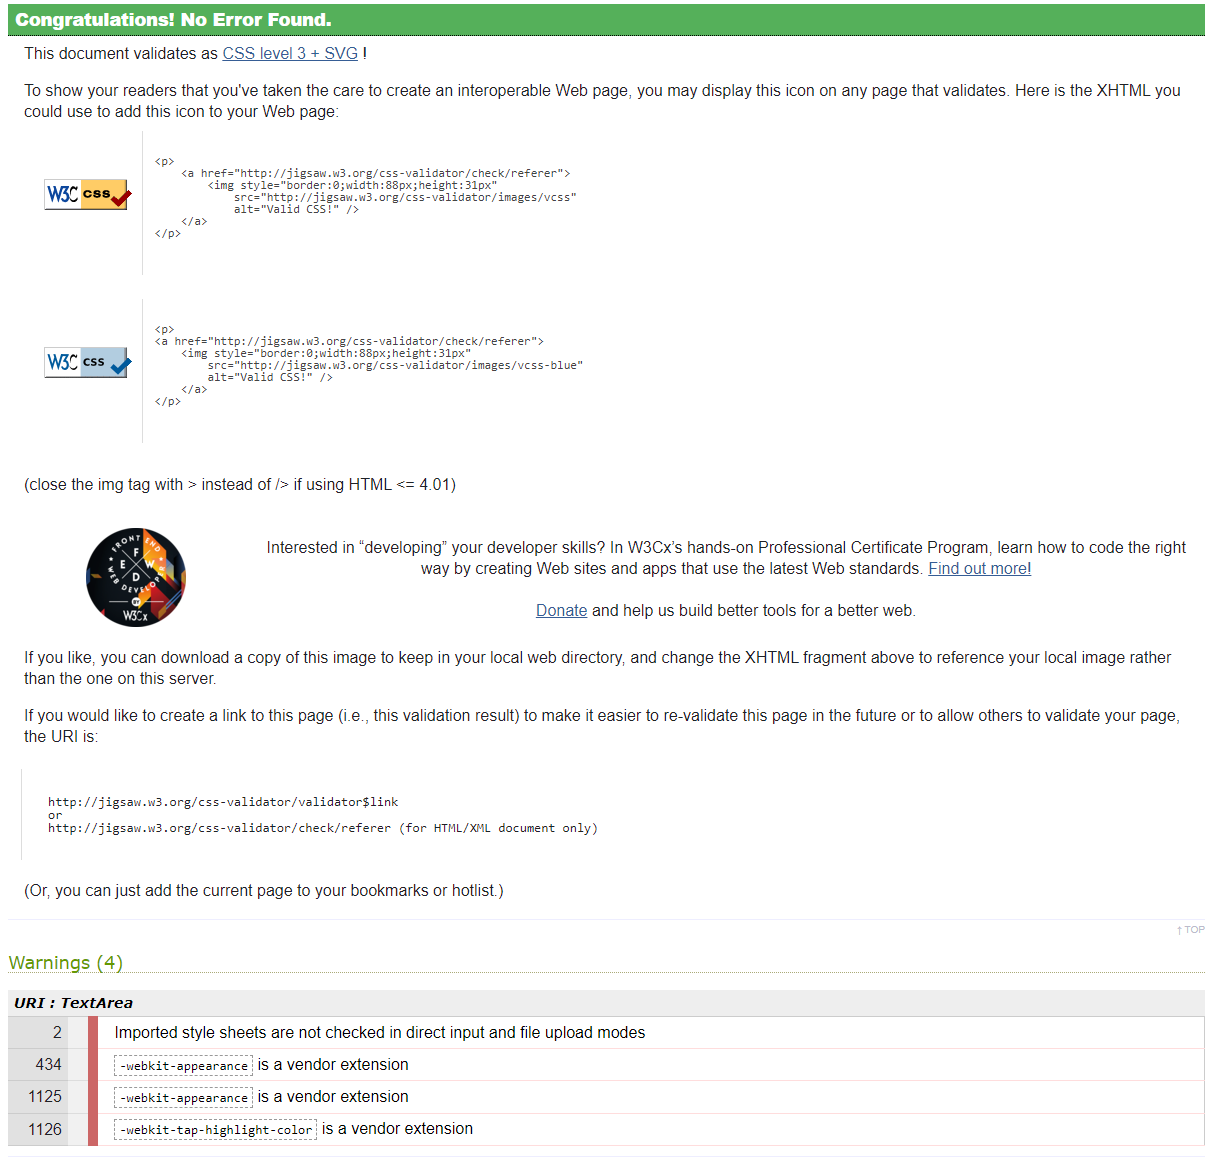 Congratulations! No Error Found.
This document validates as CSS level 3 + SVG !
To show your readers that you've taken the care to create an interoperable Web page, you may display this icon on any page that validates. Here is the XHTML you
could use to add this icon to your Web page:
W3C css
<p>
<a href="http://jigsaw.w3.org/css-validator/check/referer">
<img style="border:0;width:88px;height:31px"
src="http://jigsaw.w3.org/css-validator/images/vcss"
alt="Valid CSS!" />
</a>
</p>
W3C css
<p>
<a href="http://jigsaw.w3.org/css-validator/check/referer">
<img style="border:0;width:88px;height:31px"
src="http://jigsaw.w3.org/css-validator/images/vcss-blue"
alt="Valid CSS!" />
</a>
</p>
(close the img tag with > instead of /> if using HTML <= 4.01)
FRONT END
F E W D
WEB DEVELOPER
BY
W3Cx
Interested in “developing” your developer skills? In W3Cx’s hands-on Professional Certificate Program, learn how to code the right
way by creating Web sites and apps that use the latest Web standards. Find out more!
Donate and help us build better tools for a better web.
If you like, you can download a copy of this image to keep in your local web directory, and change the XHTML fragment above to reference your local image rather
than the one on this server.
If you would like to create a link to this page (i.e., this validation result) to make it easier to re-validate this page in the future or to allow others to validate your page,
the URI is:
http://jigsaw.w3.org/css-validator/validator$link
or
http://jigsaw.w3.org/css-validator/check/referer (for HTML/XML document only)
(Or, you can just add the current page to your bookmarks or hotlist.)
↑ TOP
Warnings (4)
URI : TextArea
2 Imported style sheets are not checked in direct input and file upload modes
434 -webkit-appearance is a vendor extension
1125 -webkit-appearance is a vendor extension
1126 -webkit-tap-highlight-color is a vendor extension